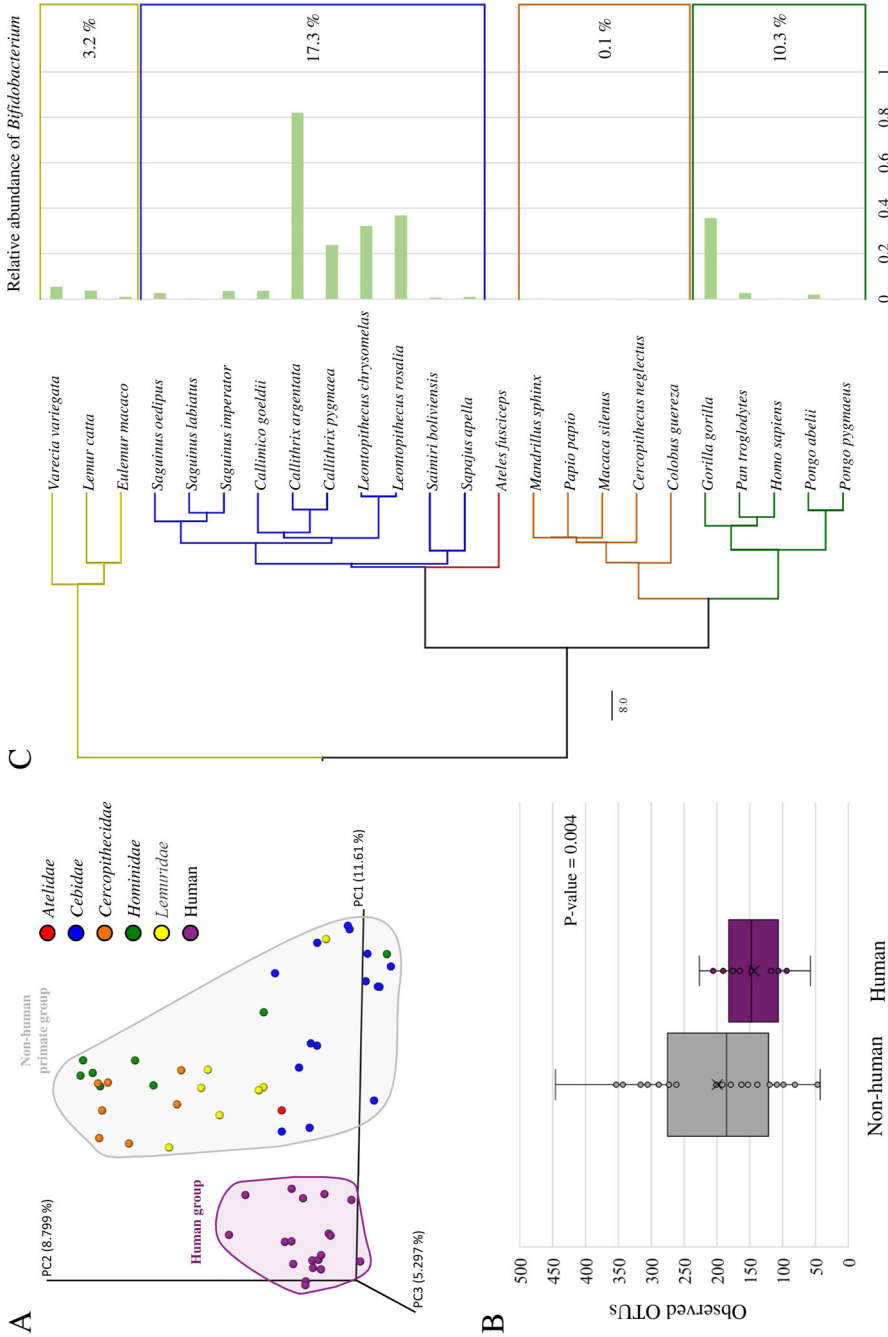 A
PC2 (8.799 %)
PC1 (11.61 %)
PC3 (5.297 %)
Human group
Non-human
primate group
Atelidae
Cebidae
Cercopithecidae
Hominidae
Lemuridae
Human
B
Observed OTUs
500
450
400
350
300
250
200
150
100
50
0
P-value = 0.004
Non-human
Human
C
Relative abundance of Bifidobacterium
Varecia variegata
Lemur catta
Eulemur macaco
Saguinus oedipus
Saguinus labiatus
Saguinus imperator
Callimico goeldii
Callithrix argentata
Callithrix pygmaea
Leontopithecus chrysomelas
Leontopithecus rosalia
Saimiri boliviensis
Sapajus apella
Ateles fusciceps
Mandrillus sphinx
Papio papio
Macaca silenus
Cercopithecus neglectus
Colobus guereza
Gorilla gorilla
Pan troglodytes
Homo sapiens
Pongo abelii
Pongo pygmaeus
8.0
3.2 %
17.3 %
0.1 %
10.3 %
0 0.2 0.4 0.6 0.8 1